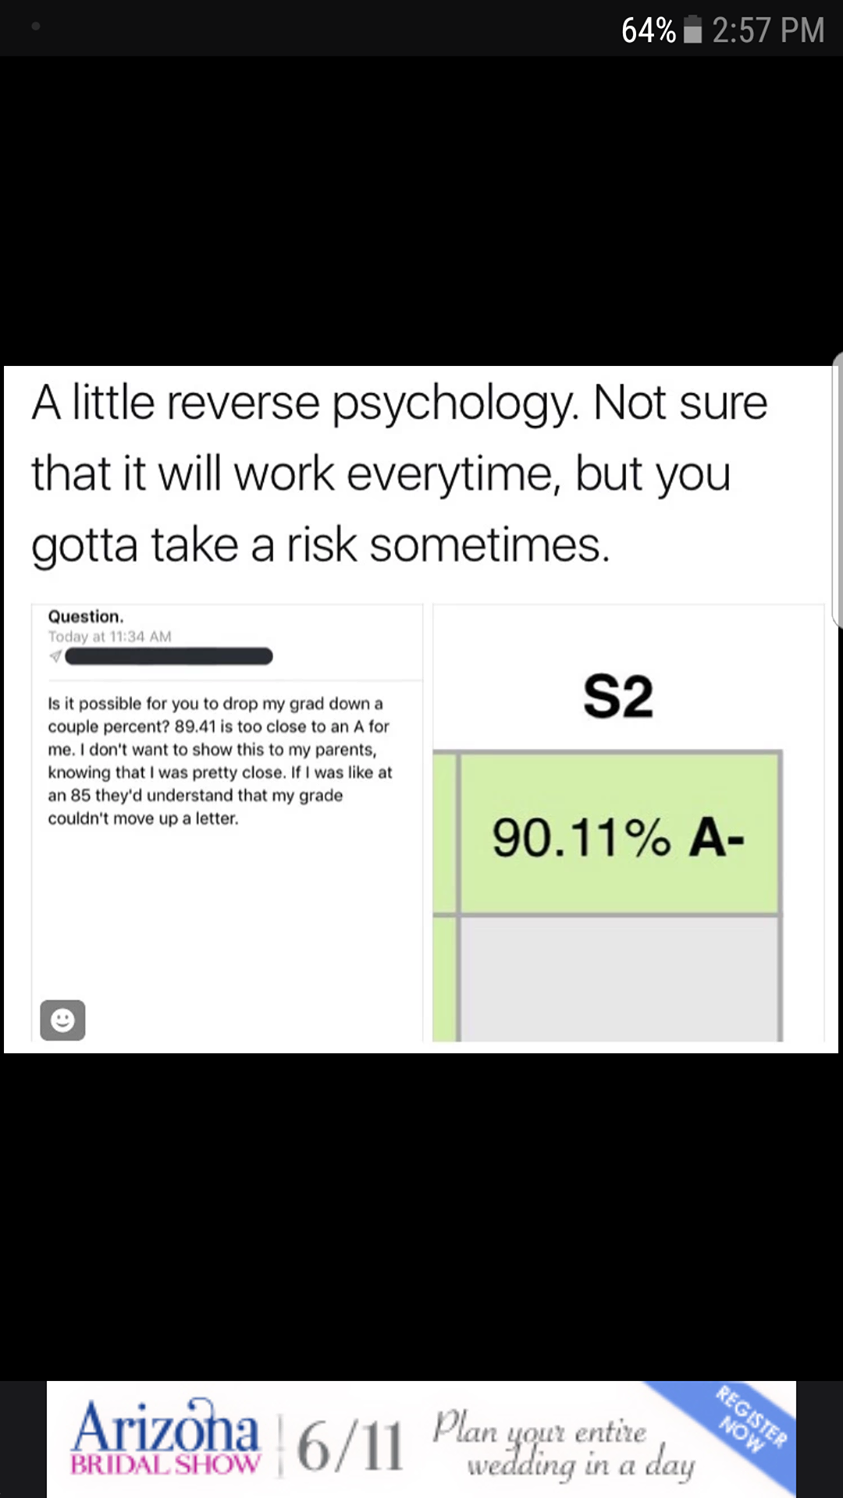 64% 2:57 PM
A little reverse psychology. Not sure
that it will work everytime, but you
gotta take a risk sometimes.
Question.
Today at 11:34 AM
Is it possible for you to drop my grad down a
couple percent? 89.41 is too close to an A for
me. I don't want to show this to my parents,
knowing that I was pretty close. If I was like at
an 85 they'd understand that my grade
couldn't move up a letter.
S2
90.11% A-
Arizona
BRIDAL SHOW
6/11
Plan your entire
wedding in a day
REGISTER
NOW